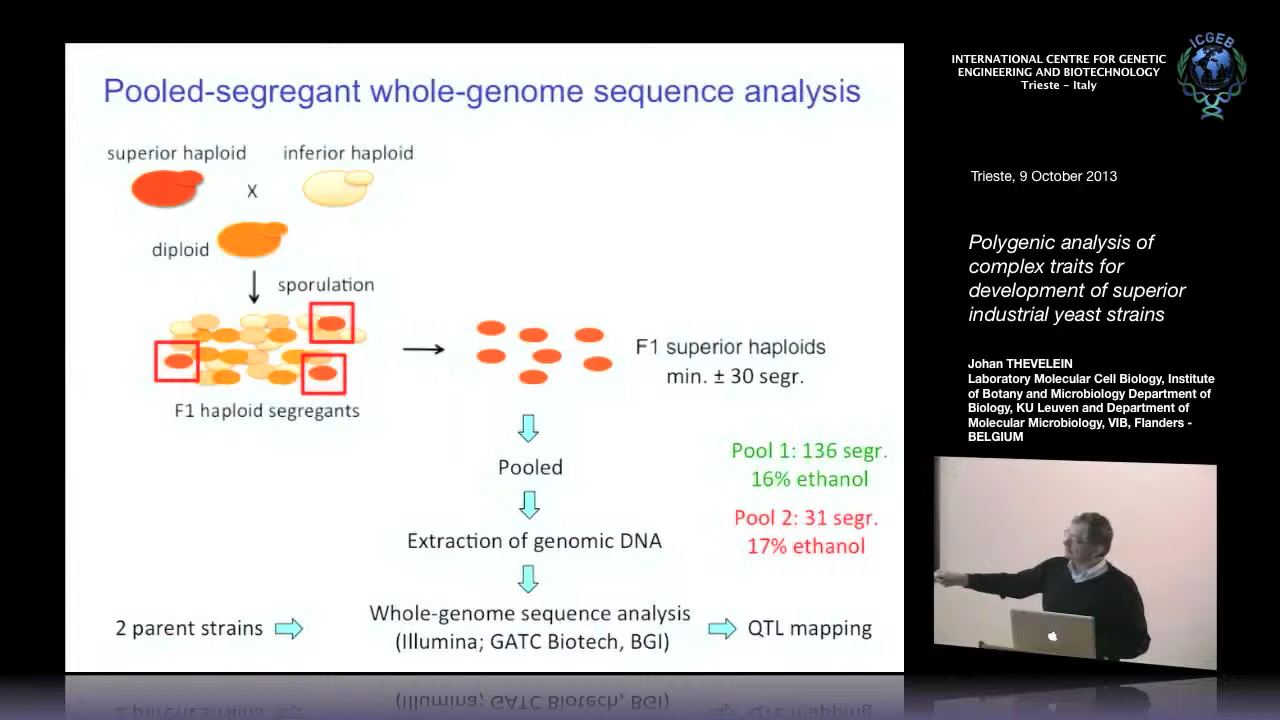 Pooled-segregant whole-genome sequence analysis
superior haploid
inferior haploid
X
diploid
sporulation
F1 haploid segregants
F1 superior haploids
min. ± 30 segr.
Pooled
Pool 1: 136 segr.
16% ethanol
Pool 2: 31 segr.
17% ethanol
Extraction of genomic DNA
2 parent strains
Whole-genome sequence analysis
(Illumina; GATC Biotech, BGI)
QTL mapping
INTERNATIONAL CENTRE FOR GENETIC
ENGINEERING AND BIOTECHNOLOGY
Trieste - Italy
ICGEB
Trieste, 9 October 2013
Polygenic analysis of
complex traits for
development of superior
industrial yeast strains
Johan THEVELEIN
Laboratory Molecular Cell Biology, Institute
of Botany and Microbiology Department of
Biology, KU Leuven and Department of
Molecular Microbiology, VIB, Flanders -
BELGIUM